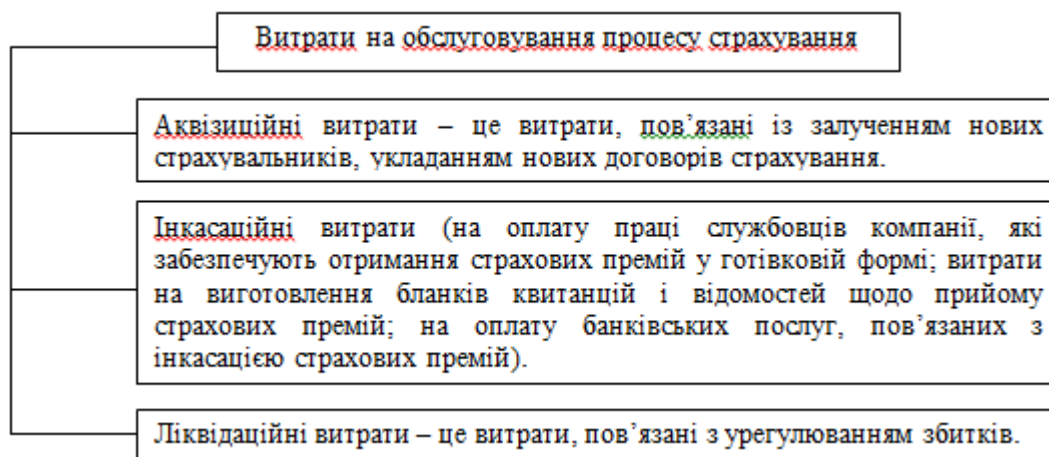 Витрати на обслуговування процесу страхування
Аквізиційні витрати – це витрати, пов’язані із залученням нових
страхувальників, укладанням нових договорів страхування.
Інкасаційні витрати (на оплату праці службовців компанії, які
забезпечують отримання страхових премій у готівковій формі; витрати
на виготовлення бланків квитанцій і відомостей щодо прийому
страхових премій; на оплату банківських послуг, пов’язаних з
інкасацією страхових премій).
Ліквідаційні витрати – це витрати, пов’язані з урегулюванням збитків.